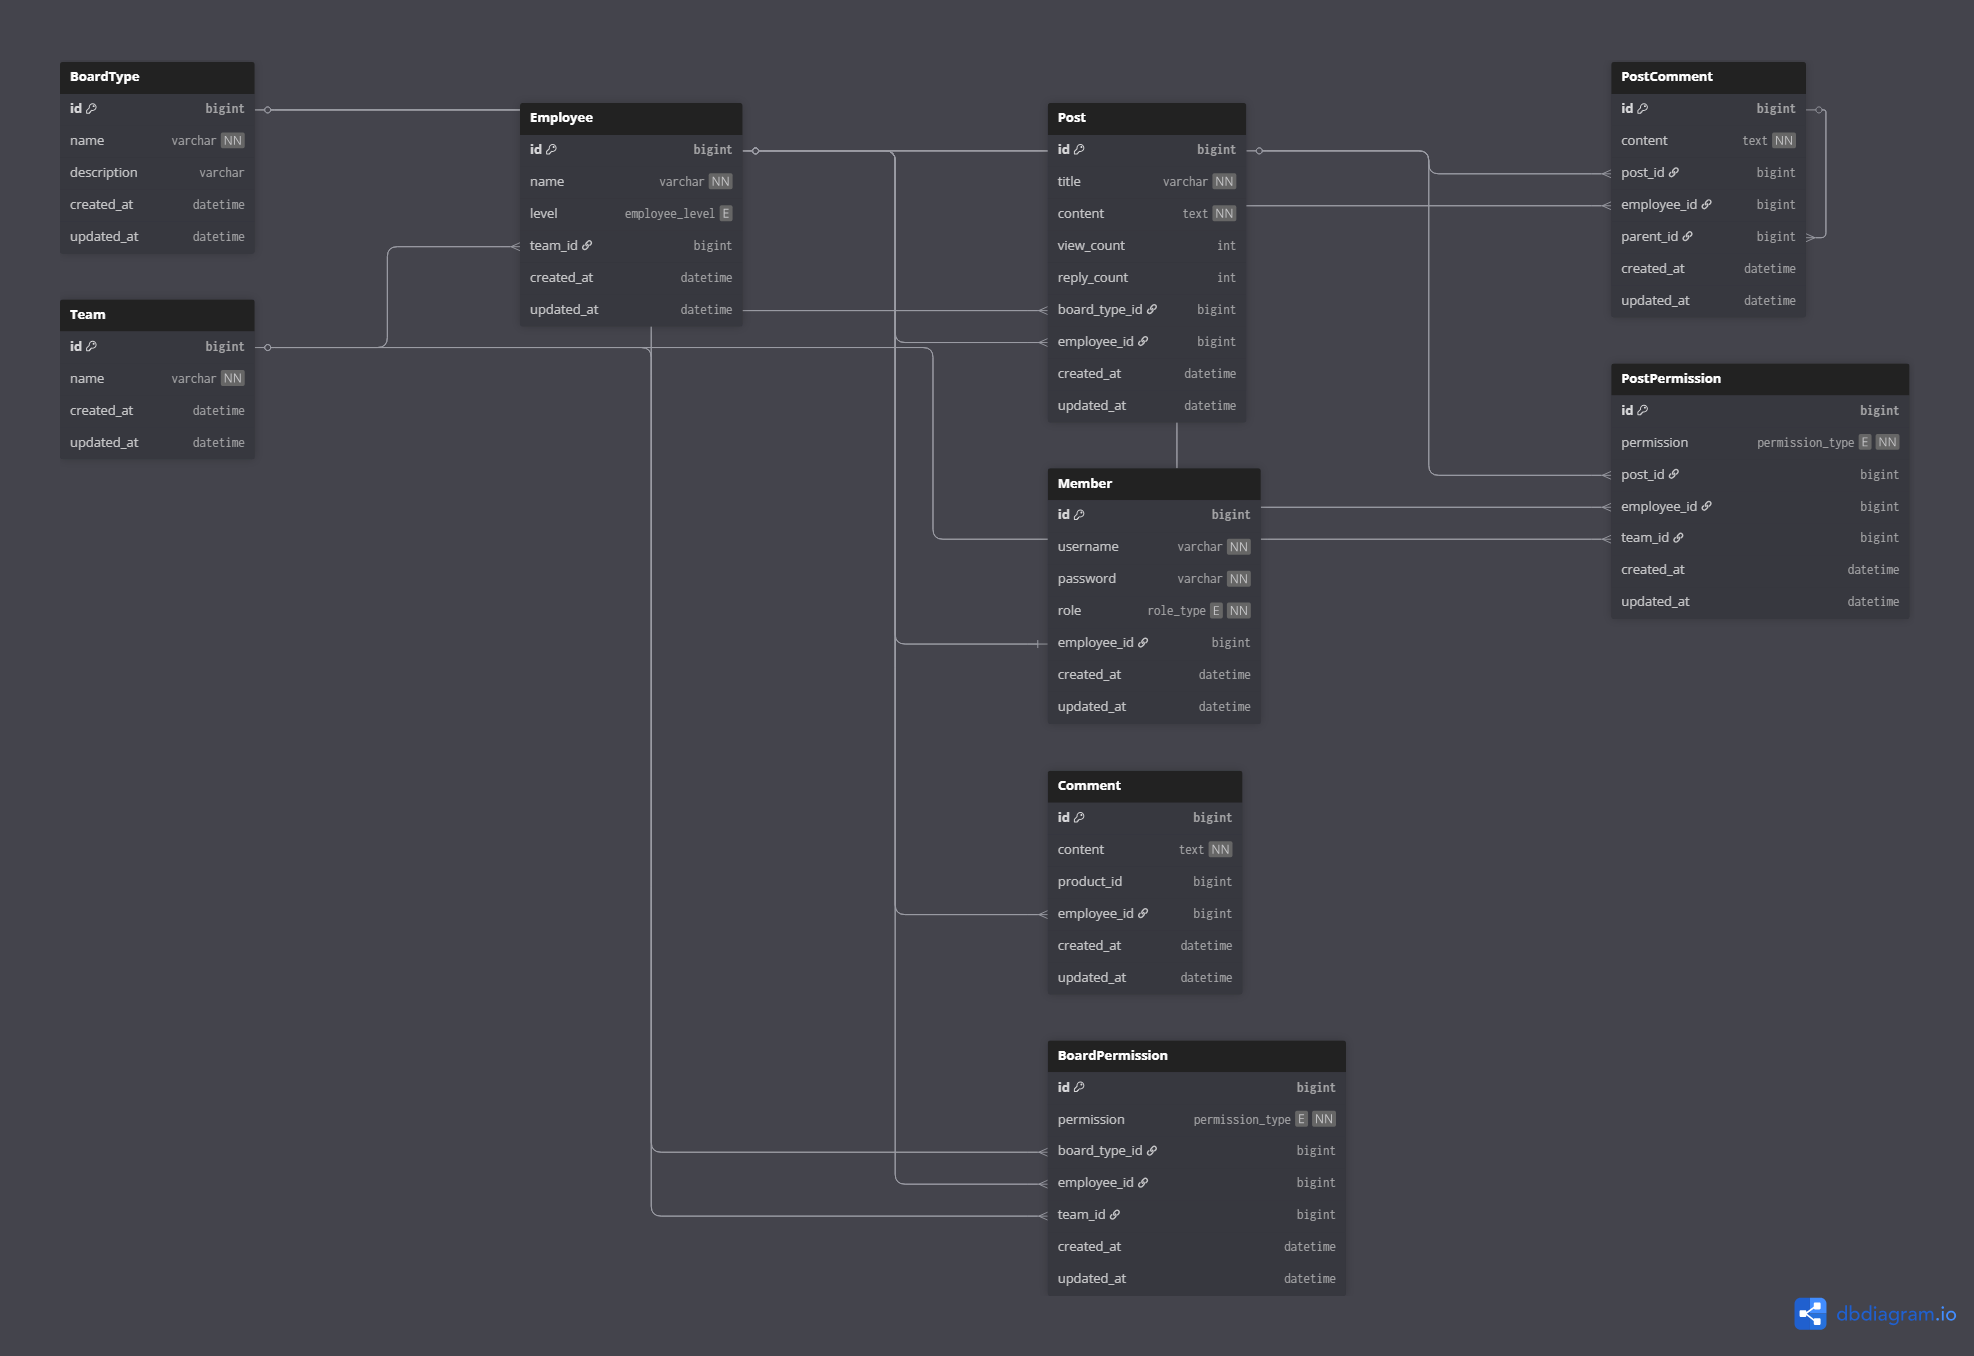 BoardType
id bigint
name varchar NN
description varchar
created_at datetime
updated_at datetime
Team
id bigint
name varchar NN
created_at datetime
updated_at datetime
Employee
id bigint
name varchar NN
level employee_level E
team_id bigint
created_at datetime
updated_at datetime
Post
id bigint
title varchar NN
content text NN
view_count int
reply_count int
board_type_id bigint
employee_id bigint
created_at datetime
updated_at datetime
Member
id bigint
username varchar NN
password varchar NN
role role_type E NN
employee_id bigint
created_at datetime
updated_at datetime
Comment
id bigint
content text NN
product_id bigint
employee_id bigint
created_at datetime
updated_at datetime
BoardPermission
id bigint
permission permission_type E NN
board_type_id bigint
employee_id bigint
team_id bigint
created_at datetime
updated_at datetime
PostComment
id bigint
content text NN
post_id bigint
employee_id bigint
parent_id bigint
created_at datetime
updated_at datetime
PostPermission
id bigint
permission permission_type E NN
post_id bigint
employee_id bigint
team_id bigint
created_at datetime
updated_at datetime
dbdiagram.io